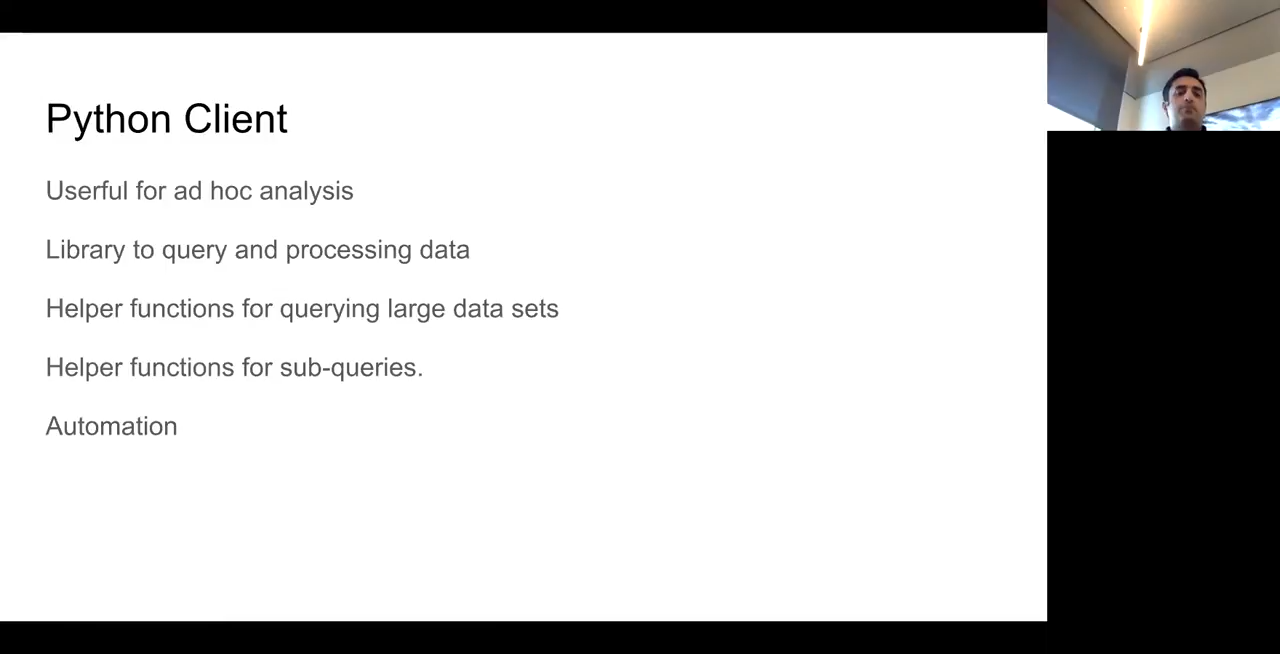 Python Client
Userful for ad hoc analysis
Library to query and processing data
Helper functions for querying large data sets
Helper functions for sub-queries.
Automation